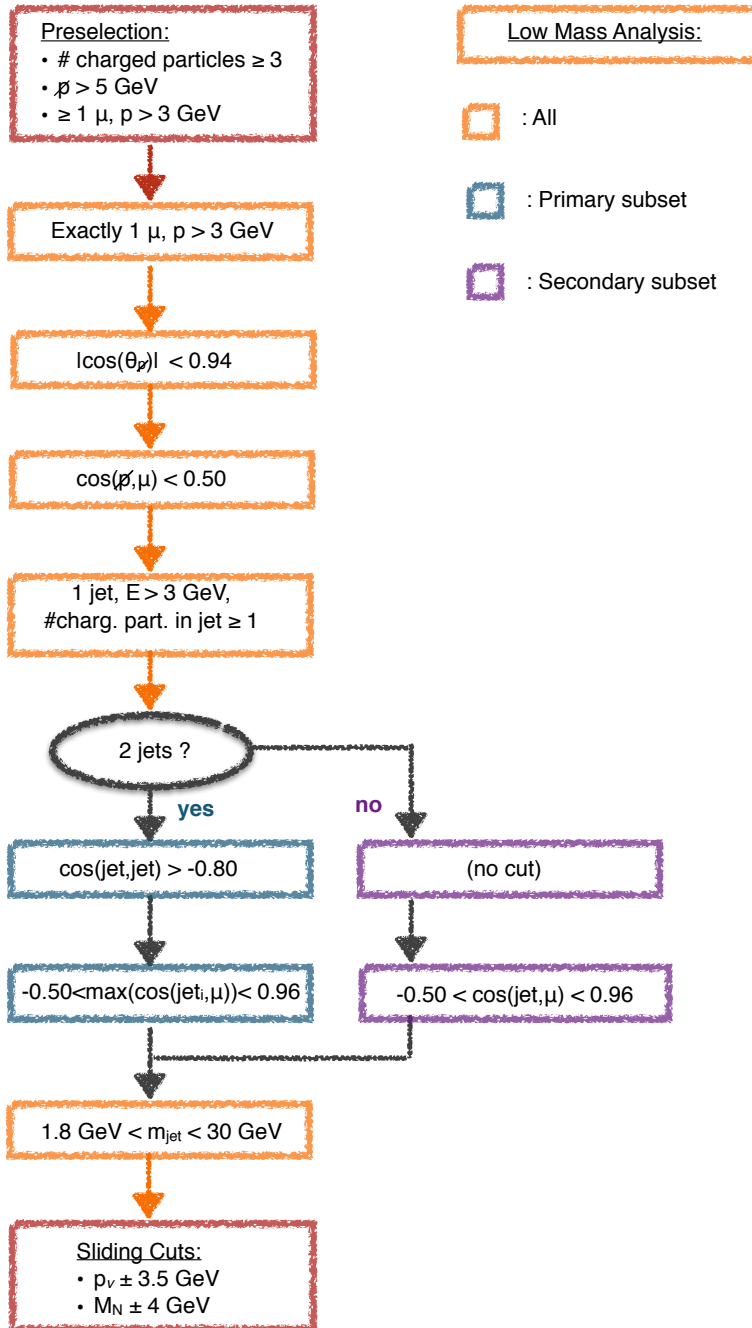 Preselection:
• # charged particles ≥ 3
• p̸ > 5 GeV
• ≥ 1 μ, p > 3 GeV
Low Mass Analysis:
: All
: Primary subset
: Secondary subset
Exactly 1 μ, p > 3 GeV
|cos(θp̸)| < 0.94
cos(p̸,μ) < 0.50
1 jet, E > 3 GeV,
#charg. part. in jet ≥ 1
2 jets ?
yes
no
cos(jet,jet) > -0.80
(no cut)
-0.50<max(cos(jetᵢ,μ))< 0.96
-0.50 < cos(jet,μ) < 0.96
1.8 GeV < mjet < 30 GeV
Sliding Cuts:
• pν ± 3.5 GeV
• MN ± 4 GeV